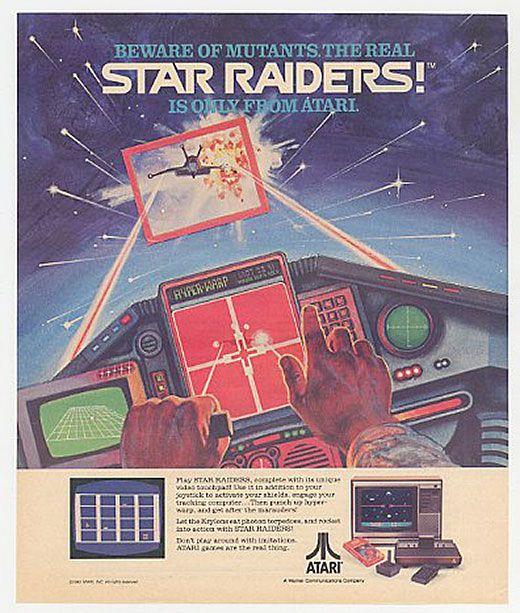 BEWARE OF MUTANTS. THE REAL
STAR RAIDERS!™
IS ONLY FROM ATARI.
HYPER-WARP
Play STAR RAIDERS, complete with its unique
video touchpad! Use it in addition to your
joystick to activate your shields, engage your
tracking computer...Then punch up hyper-
warp, and get after the marauders!
Let the Krylons eat photon torpedoes, and rocket
into action with STAR RAIDERS!
Don't play around with imitations.
ATARI games are the real thing.
ATARI®
A Warner Communications Company